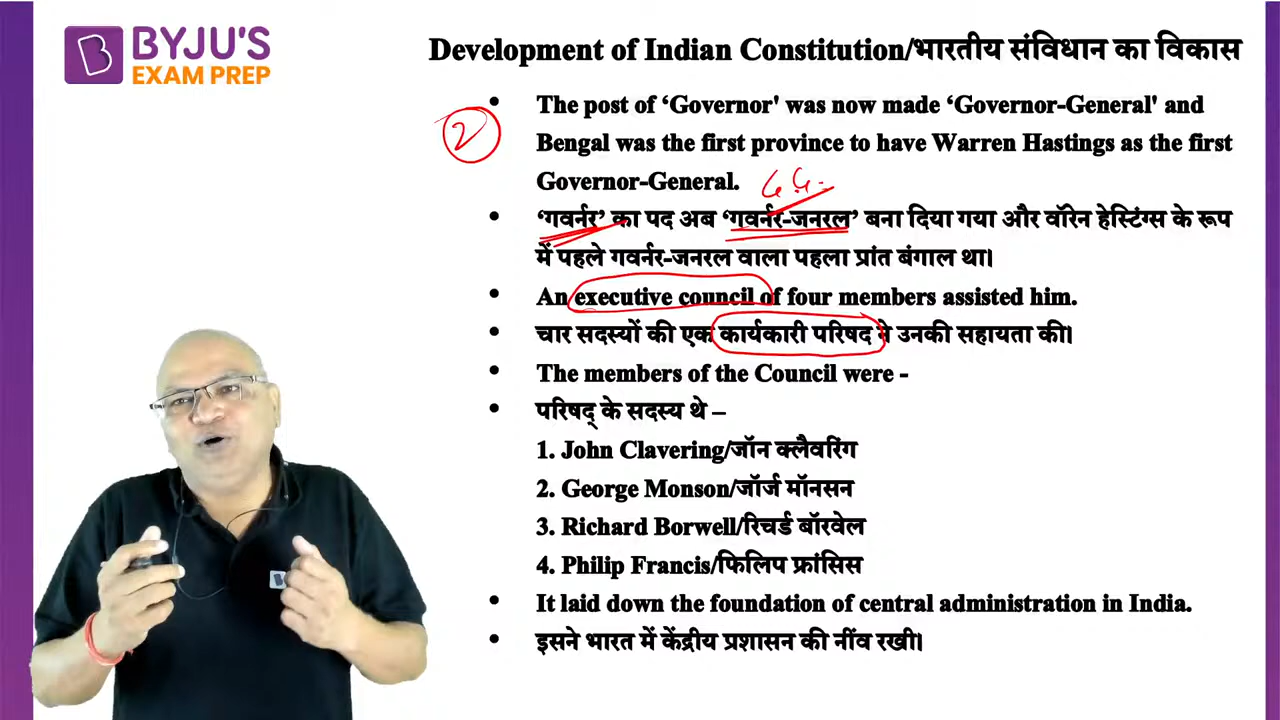 BYJU'S
EXAM PREP
Development of Indian Constitution/भारतीय संविधान का विकास
• The post of ‘Governor' was now made ‘Governor-General' and
Bengal was the first province to have Warren Hastings as the first
Governor-General.
2
G.G.
• ‘गवर्नर’ का पद अब ‘गवर्नर-जनरल’ बना दिया गया और वॉरेन हेस्टिंग्स के रूप
में पहले गवर्नर-जनरल वाला पहला प्रांत बंगाल था।
• An executive council of four members assisted him.
• चार सदस्यों की एक कार्यकारी परिषद ने उनकी सहायता की।
• The members of the Council were -
• परिषद् के सदस्य थे –
1. John Clavering/जॉन क्लैवरिंग
2. George Monson/जॉर्ज मॉनसन
3. Richard Borwell/रिचर्ड बॉरवेल
4. Philip Francis/फिलिप फ्रांसिस
• It laid down the foundation of central administration in India.
• इसने भारत में केंद्रीय प्रशासन की नींव रखी।